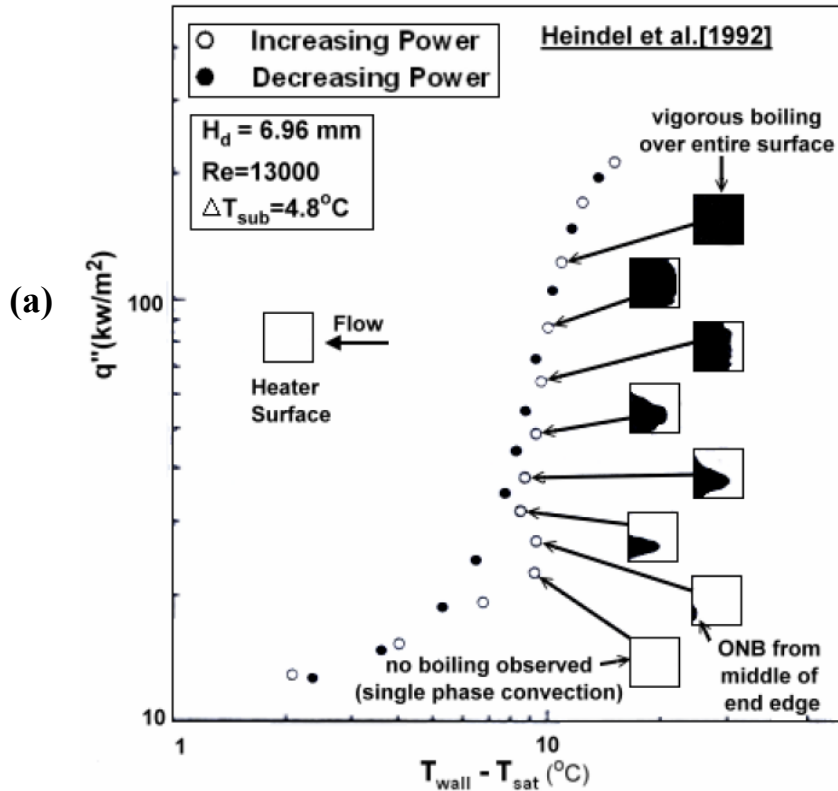 Increasing Power
Decreasing Power
Heindel et al.[1992]
H_d = 6.96 mm
Re=13000
△T_sub=4.8°C
vigorous boiling
over entire surface
(a)
q"(kw/m²)
100
Flow
Heater
Surface
no boiling observed
(single phase convection)
ONB from
middle of
end edge
10
1
10
T_wall - T_sat (°C)